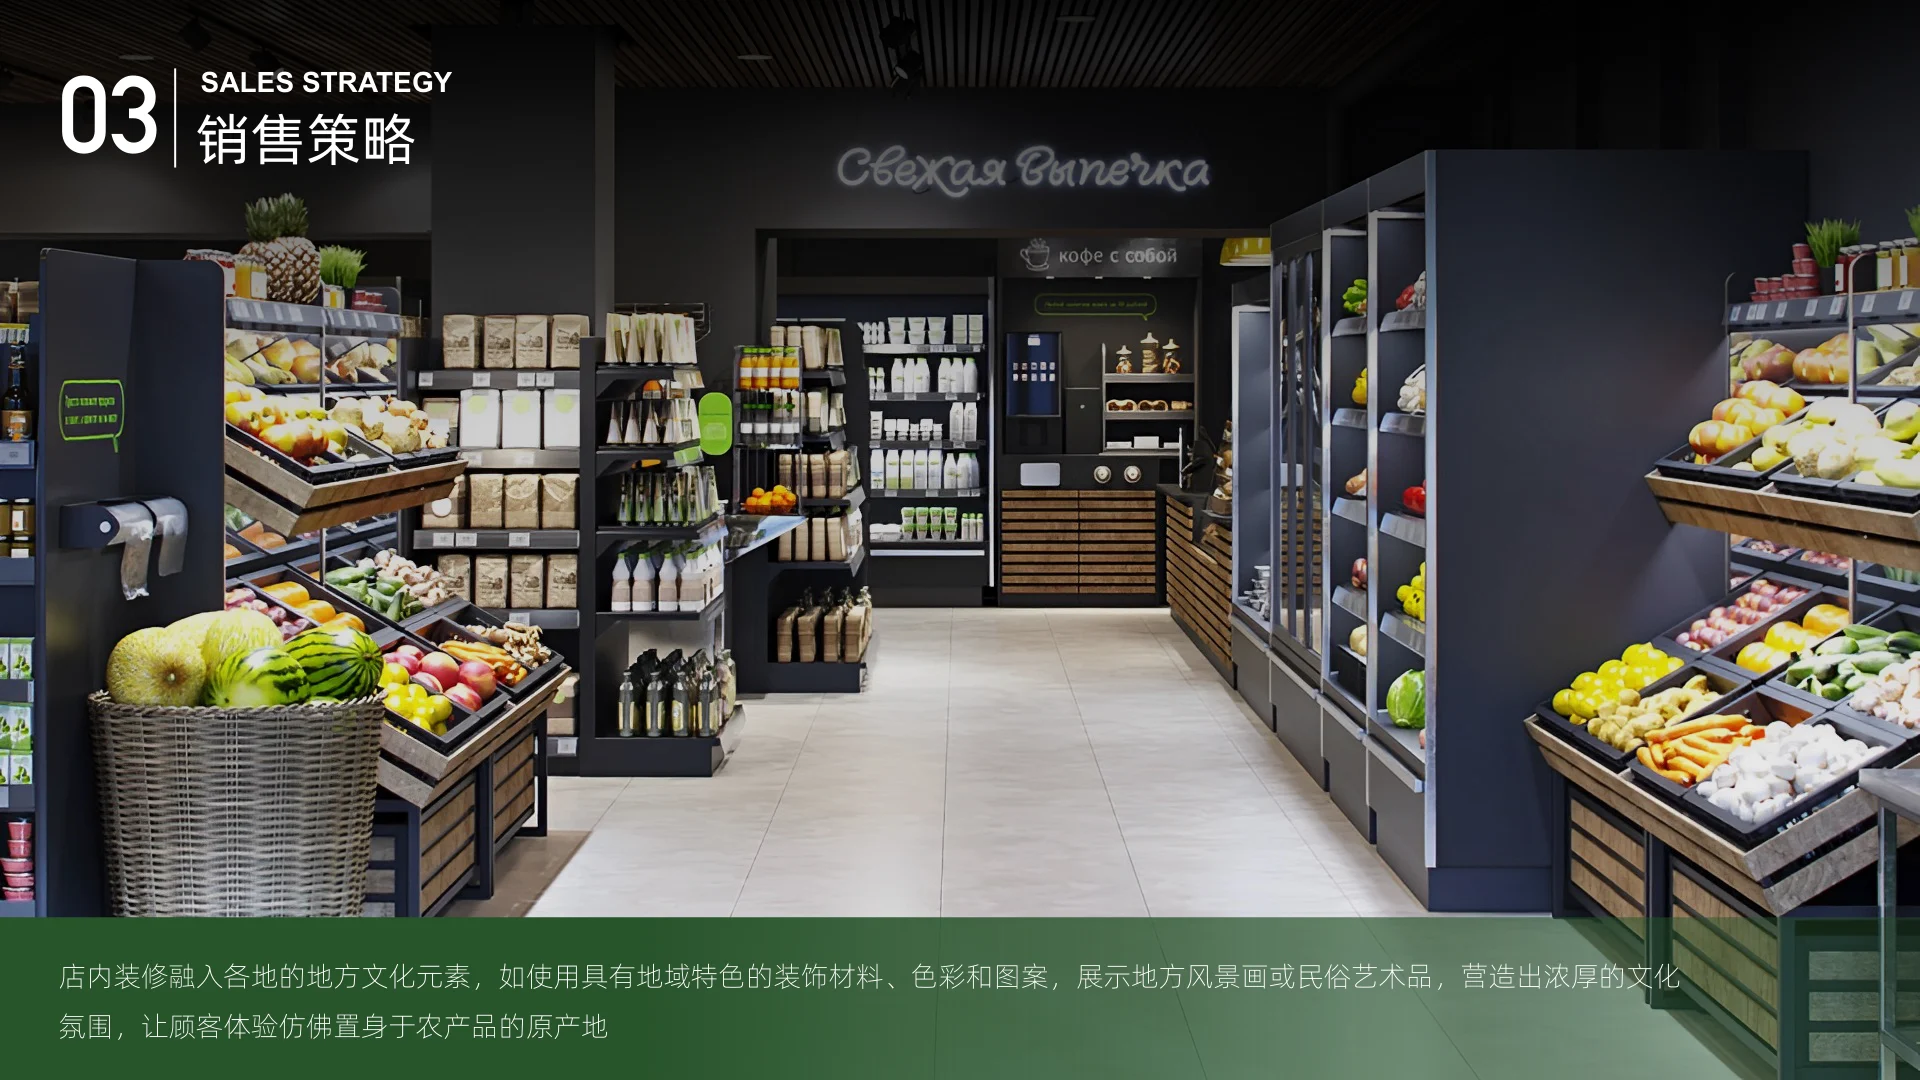 03
SALES STRATEGY
销售策略
Свежая Выпечка
кофе с собой
店内装修融入各地的地方文化元素，如使用具有地域特色的装饰材料、色彩和图案，展示地方风景画或民俗艺术品，营造出浓厚的文化
氛围，让顾客体验仿佛置身于农产品的原产地